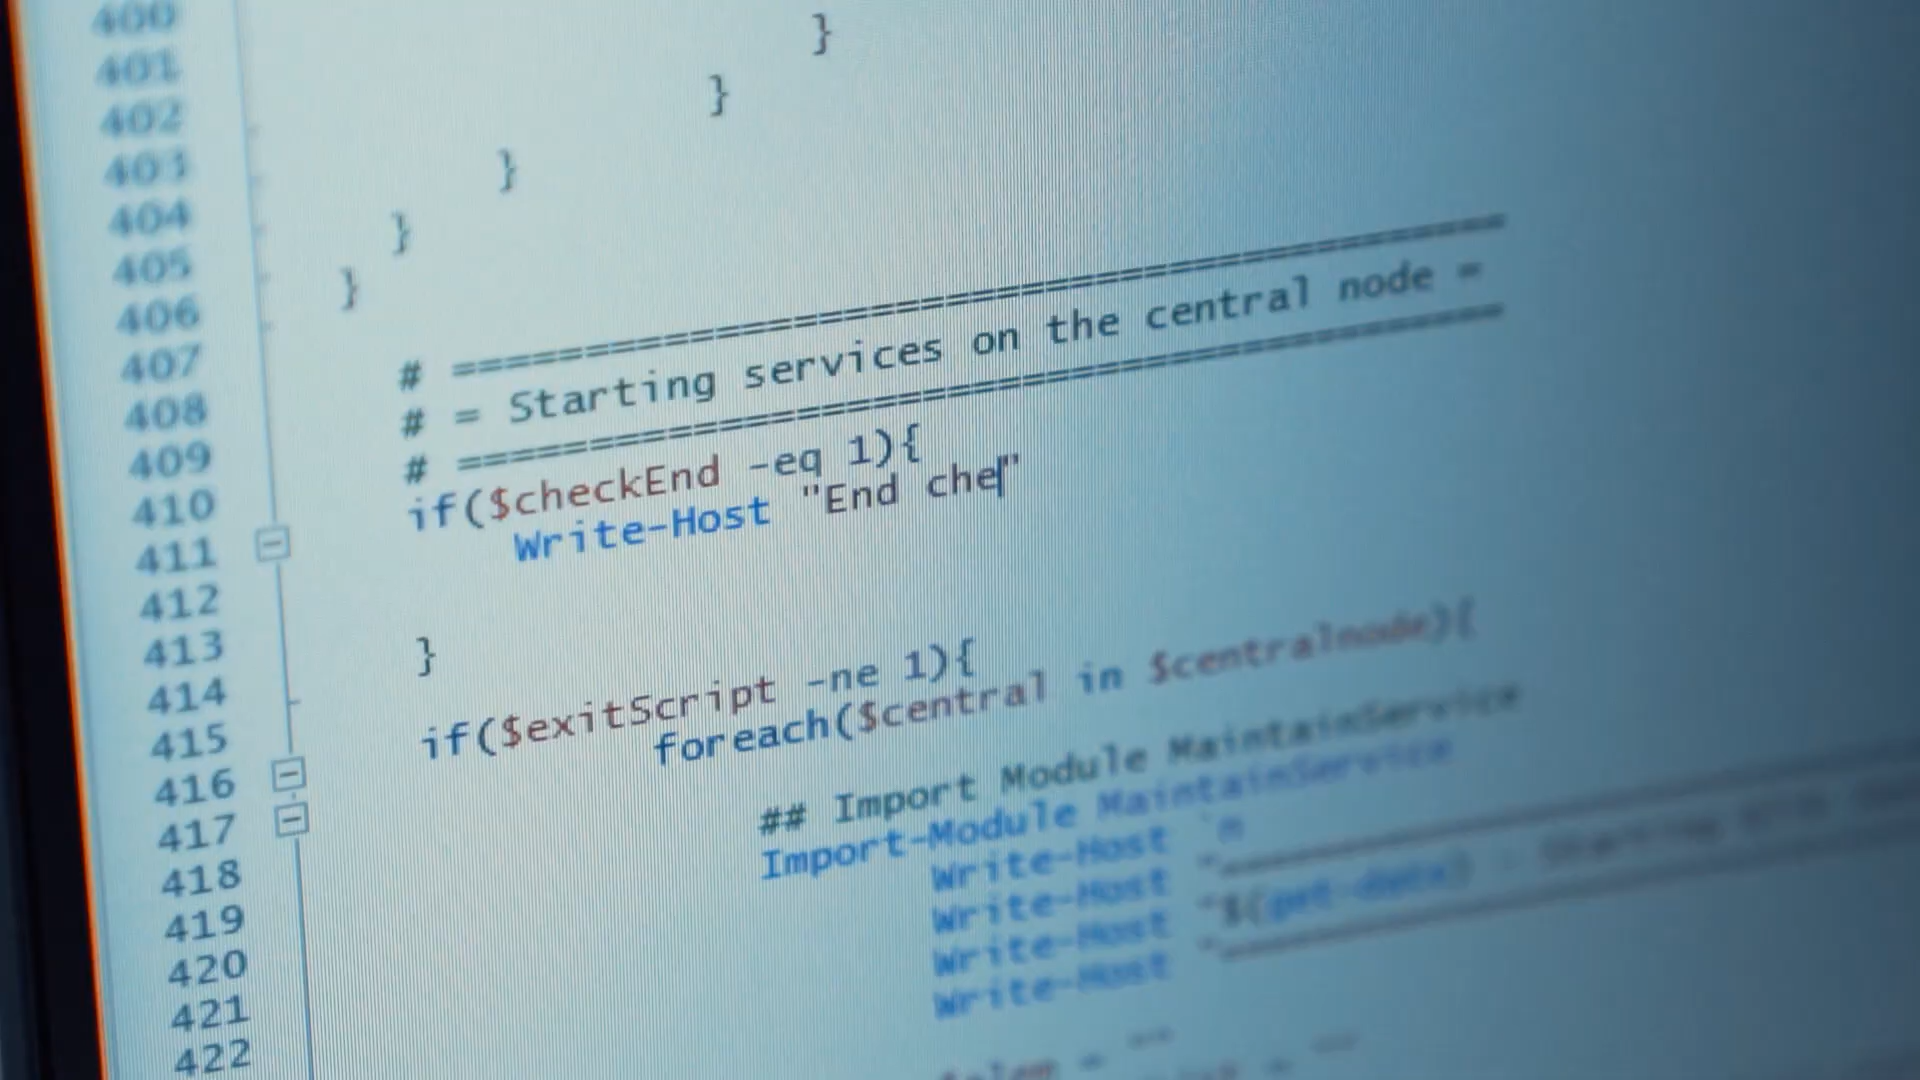 400
401 }
402 }
403
404 }
405 }
406 }
407
408 # ========================================
409 # = Starting services on the central node =
410 # ========================================
411 if($checkEnd -eq 1){
412 Write-Host "End che"
413
414 }
415
416 if($exitScript -ne 1){
417 foreach($central in $centralnode){
418 ## Import Module MaintainService
419 Import-Module MaintainService
420 Write-Host `n
421 Write-Host "
422 Write-Host "$(get-date) - Starting
Write-Host "